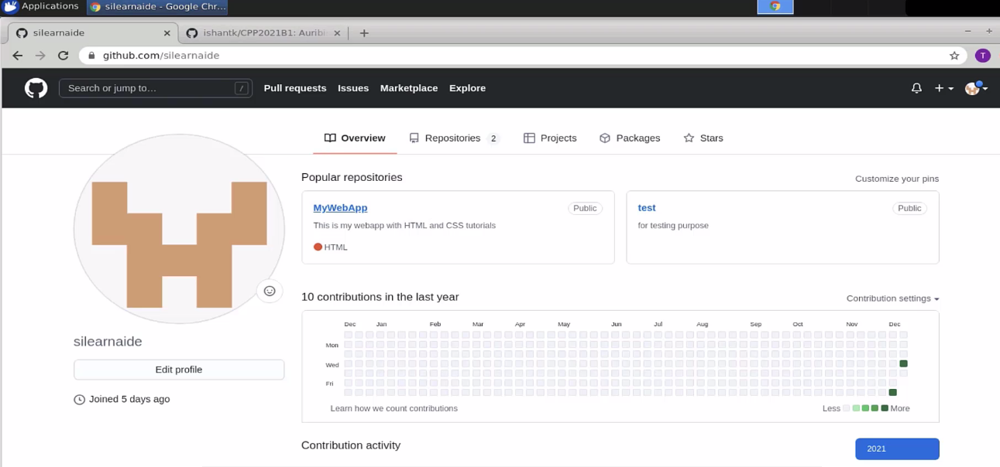 Applications silearnaide - Google Chr...
silearnaide ishantk/CPP2021B1: Aurib
github.com/silearnaide T
Search or jump to... / Pull requests Issues Marketplace Explore
Overview Repositories 2 Projects Packages Stars
Popular repositories Customize your pins
MyWebApp Public
This is my webapp with HTML and CSS tutorials
HTML
test Public
for testing purpose
10 contributions in the last year Contribution settings
Dec Jan Feb Mar Apr May Jun Jul Aug Sep Oct Nov Dec
Mon
Wed
Fri
Learn how we count contributions Less More
silearnaide
Edit profile
Joined 5 days ago
Contribution activity 2021